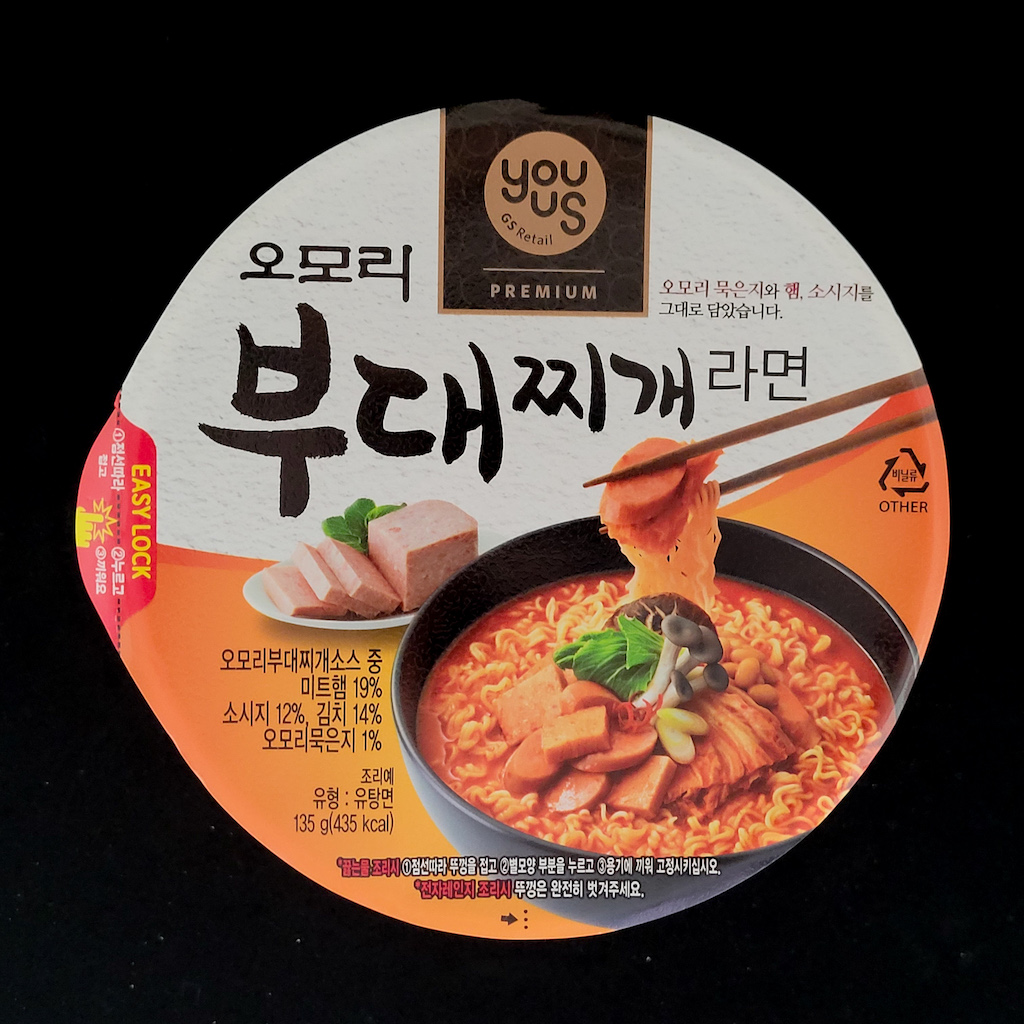 you
us
GS Retail
PREMIUM
오모리
부대찌개 라면
오모리 묵은지와 햄, 소시지를
그대로 담았습니다.
비닐류
OTHER
EASY LOCK
①점선따라
접고
②누르고
③끼워요
오모리부대찌개소스 중
미트햄 19%
소시지 12%, 김치 14%
오모리묵은지 1%
조리예
유형 : 유탕면
135 g(435 kcal)
*끓는물 조리시 ①점선따라 뚜껑을 접고 ②별모양 부분을 누르고 ③용기에 끼워 고정시키십시오.
*전자레인지 조리시 뚜껑은 완전히 벗겨주세요.